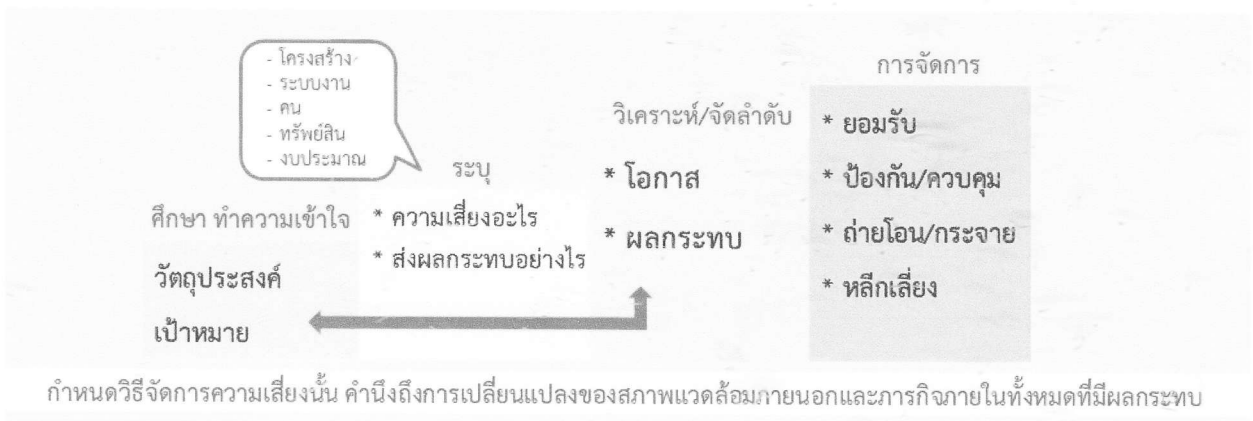 - โครงสร้าง
- ระบบงาน
- คน
- ทรัพย์สิน
- งบประมาณ
ศึกษา ทำความเข้าใจ
วัตถุประสงค์
เป้าหมาย
ระบุ
* ความเสี่ยงอะไร
* ส่งผลกระทบอย่างไร
วิเคราะห์/จัดลำดับ
* โอกาส
* ผลกระทบ
การจัดการ
* ยอมรับ
* ป้องกัน/ควบคุม
* ถ่ายโอน/กระจาย
* หลีกเลี่ยง
กำหนดวิธีจัดการความเสี่ยงนั้น คำนึงถึงการเปลี่ยนแปลงของสภาพแวดล้อมภายนอกและภารกิจภายในทั้งหมดที่มีผลกระทบ